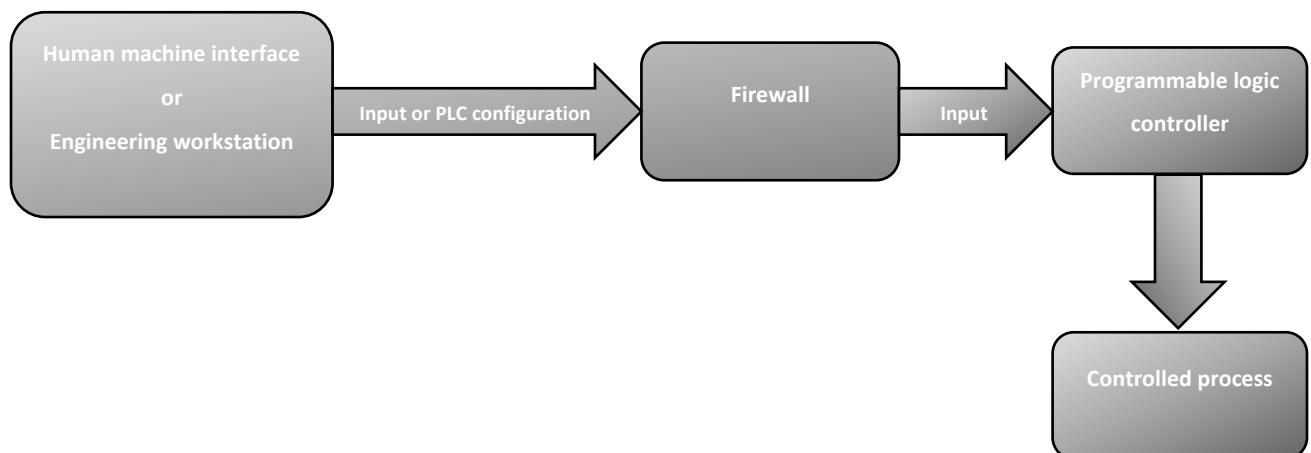 Human machine interface
or
Engineering workstation
Input or PLC configuration
Firewall
Input
Programmable logic
controller
Controlled process